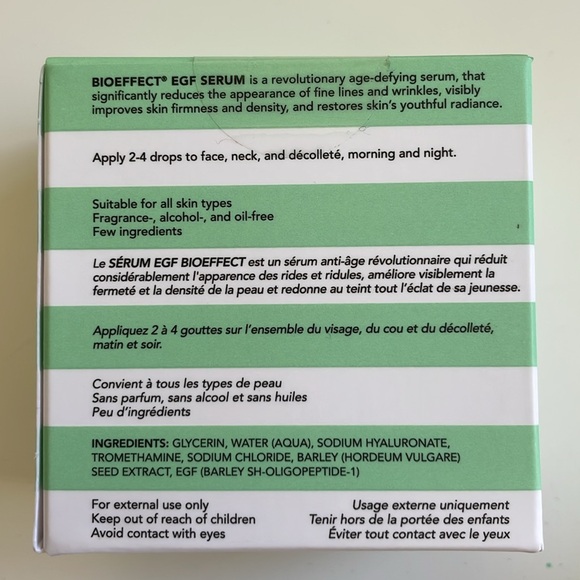 BIOEFFECT® EGF SERUM is a revolutionary age-defying serum, that
significantly reduces the appearance of fine lines and wrinkles, visibly
improves skin firmness and density, and restores skin's youthful radiance.
Apply 2-4 drops to face, neck, and décolleté, morning and night.
Suitable for all skin types
Fragrance-, alcohol-, and oil-free
Few ingredients
Le SÉRUM EGF BIOEFFECT est un sérum anti-âge révolutionnaire qui réduit
considérablement l'apparence des rides et ridules, améliore visiblement la
fermeté et la densité de la peau et redonne au teint tout l'éclat de sa jeunesse.
Appliquez 2 à 4 gouttes sur l'ensemble du visage, du cou et du décolleté,
matin et soir.
Convient à tous les types de peau
Sans parfum, sans alcool et sans huiles
Peu d'ingrédients
INGREDIENTS: GLYCERIN, WATER (AQUA), SODIUM HYALURONATE,
TROMETHAMINE, SODIUM CHLORIDE, BARLEY (HORDEUM VULGARE)
SEED EXTRACT, EGF (BARLEY SH-OLIGOPEPTIDE-1)
For external use only
Keep out of reach of children
Avoid contact with eyes
Usage externe uniquement
Tenir hors de la portée des enfants
Éviter tout contact avec le yeux